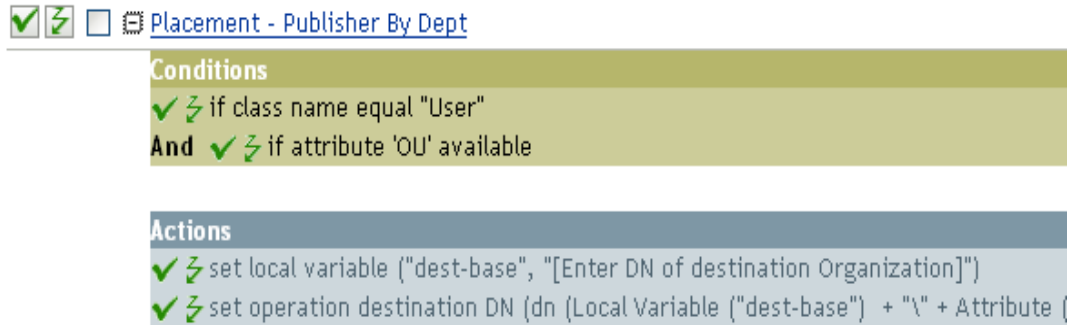 Placement - Publisher By Dept
Conditions
if class name equal "User"
And if attribute 'OU' available
Actions
set local variable ("dest-base", "[Enter DN of destination Organization]")
set operation destination DN (dn (Local Variable ("dest-base") + "\" + Attribute (